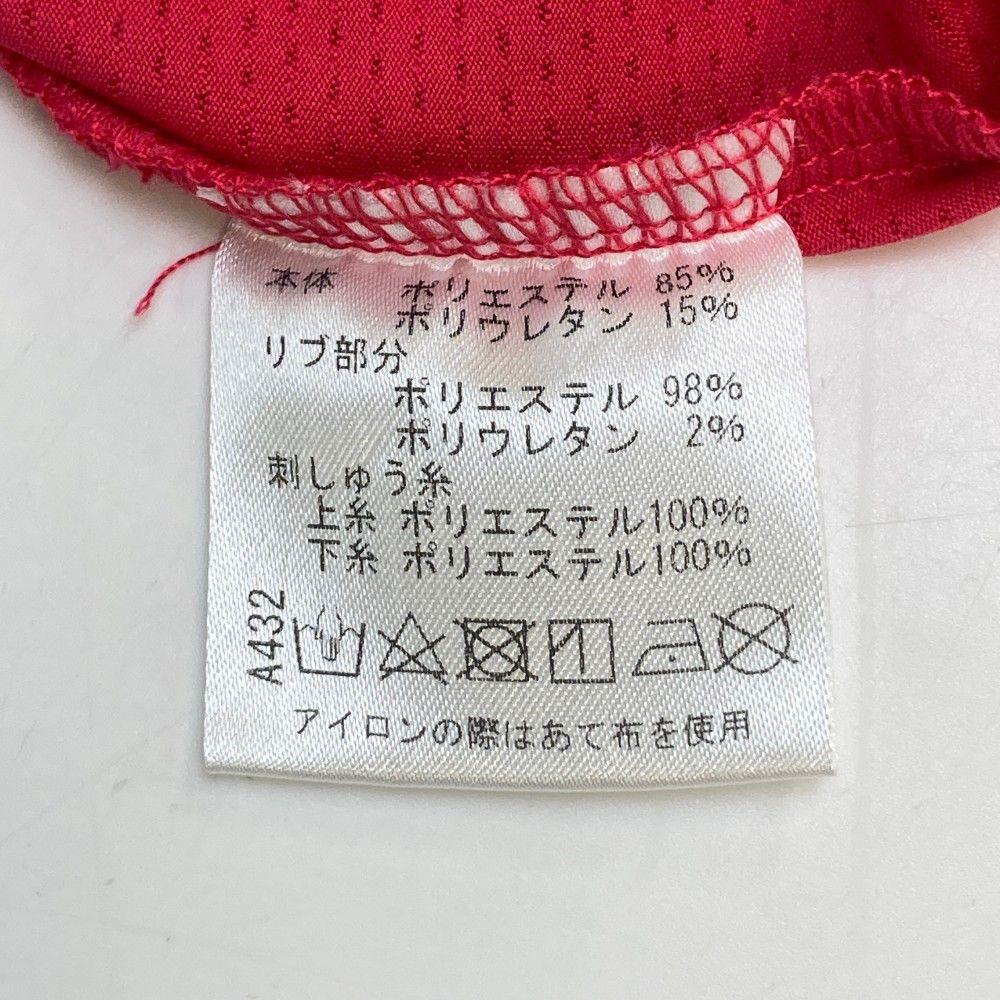 本体 ポリエステル 85%
ポリウレタン 15%
リブ部分
ポリエステル 98%
ポリウレタン 2%
刺しゅう糸
上糸 ポリエステル100%
下糸 ポリエステル100%
A432
アイロンの際はあて布を使用